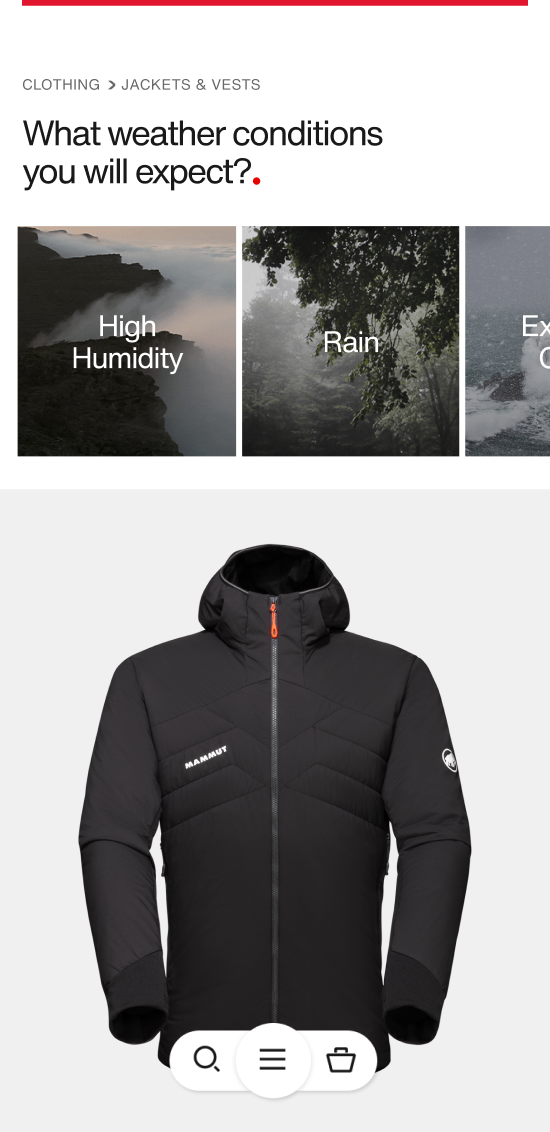 CLOTHING > JACKETS & VESTS
What weather conditions
you will expect?.
High
Humidity
Rain
Ex
C
MAMMUT